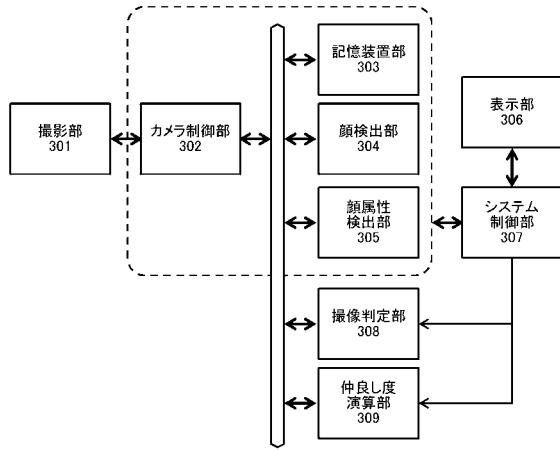 記憶装置部
303
撮影部
301
カメラ制御部
302
顔検出部
304
表示部
306
顔属性
検出部
305
システム
制御部
307
撮像判定部
308
仲良し度
演算部
309